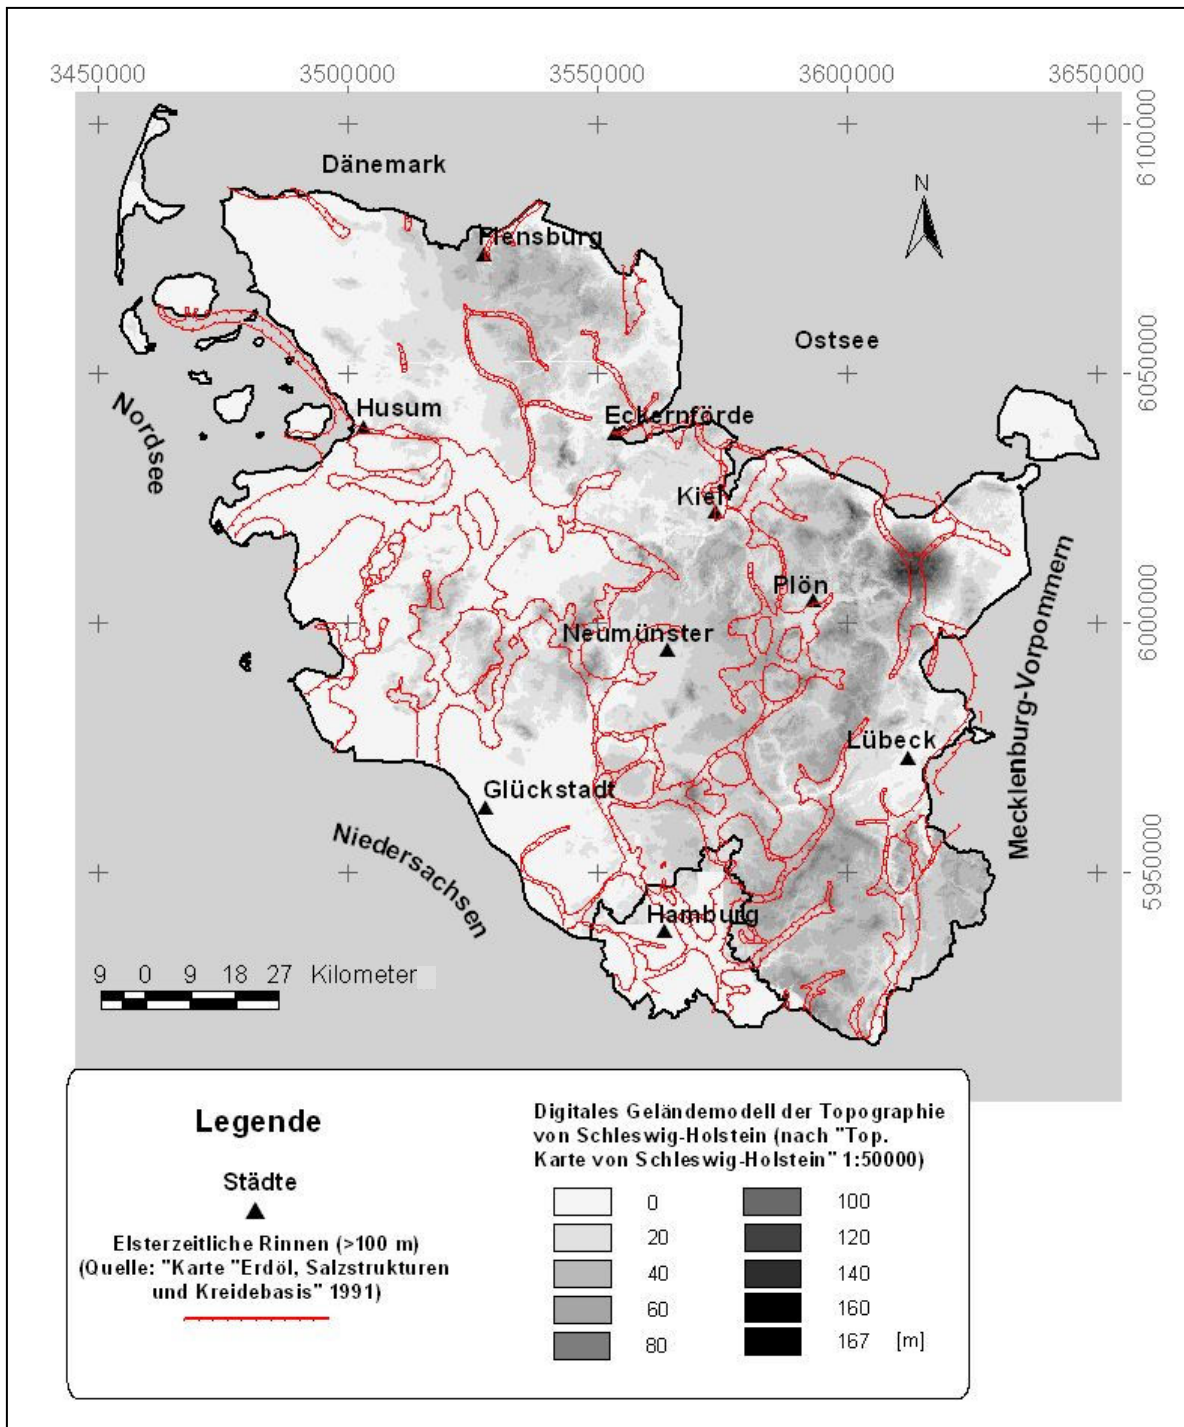 3450000 3500000 3550000 3600000 3650000
6100000
Dänemark
N
Flensburg
Ostsee
6050000
Nordsee
Husum
Eckernförde
Kiel
Plön
6000000
Neumünster
Mecklenburg-Vorpommern
Lübeck
Glückstadt
Niedersachsen
5950000
Hamburg
9 0 9 18 27 Kilometer
Legende
Städte
Elsterzeitliche Rinnen (>100 m)
(Quelle: "Karte "Erdöl, Salzstrukturen
und Kreidebasis" 1991)
Digitales Geländemodell der Topographie
von Schleswig-Holstein (nach "Top.
Karte von Schleswig-Holstein" 1:50000)
0 100
20 120
40 140
60 160
80 167 [m]